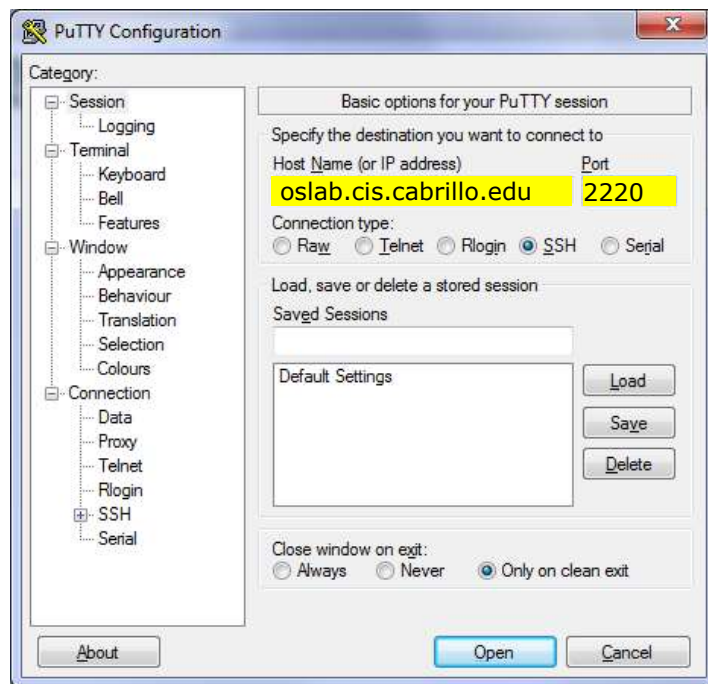 PuTTY Configuration
X
Category:
Session
Logging
Terminal
Keyboard
Bell
Features
Window
Appearance
Behaviour
Translation
Selection
Colours
Connection
Data
Proxy
Telnet
Rlogin
SSH
Serial
Basic options for your PuTTY session
Specify the destination you want to connect to
Host Name (or IP address) Port
oslab.cis.cabrillo.edu 2220
Connection type:
Raw Telnet Rlogin SSH Serial
Load, save or delete a stored session
Saved Sessions
Default Settings
Load
Save
Delete
Close window on exit:
Always Never Only on clean exit
About Open Cancel